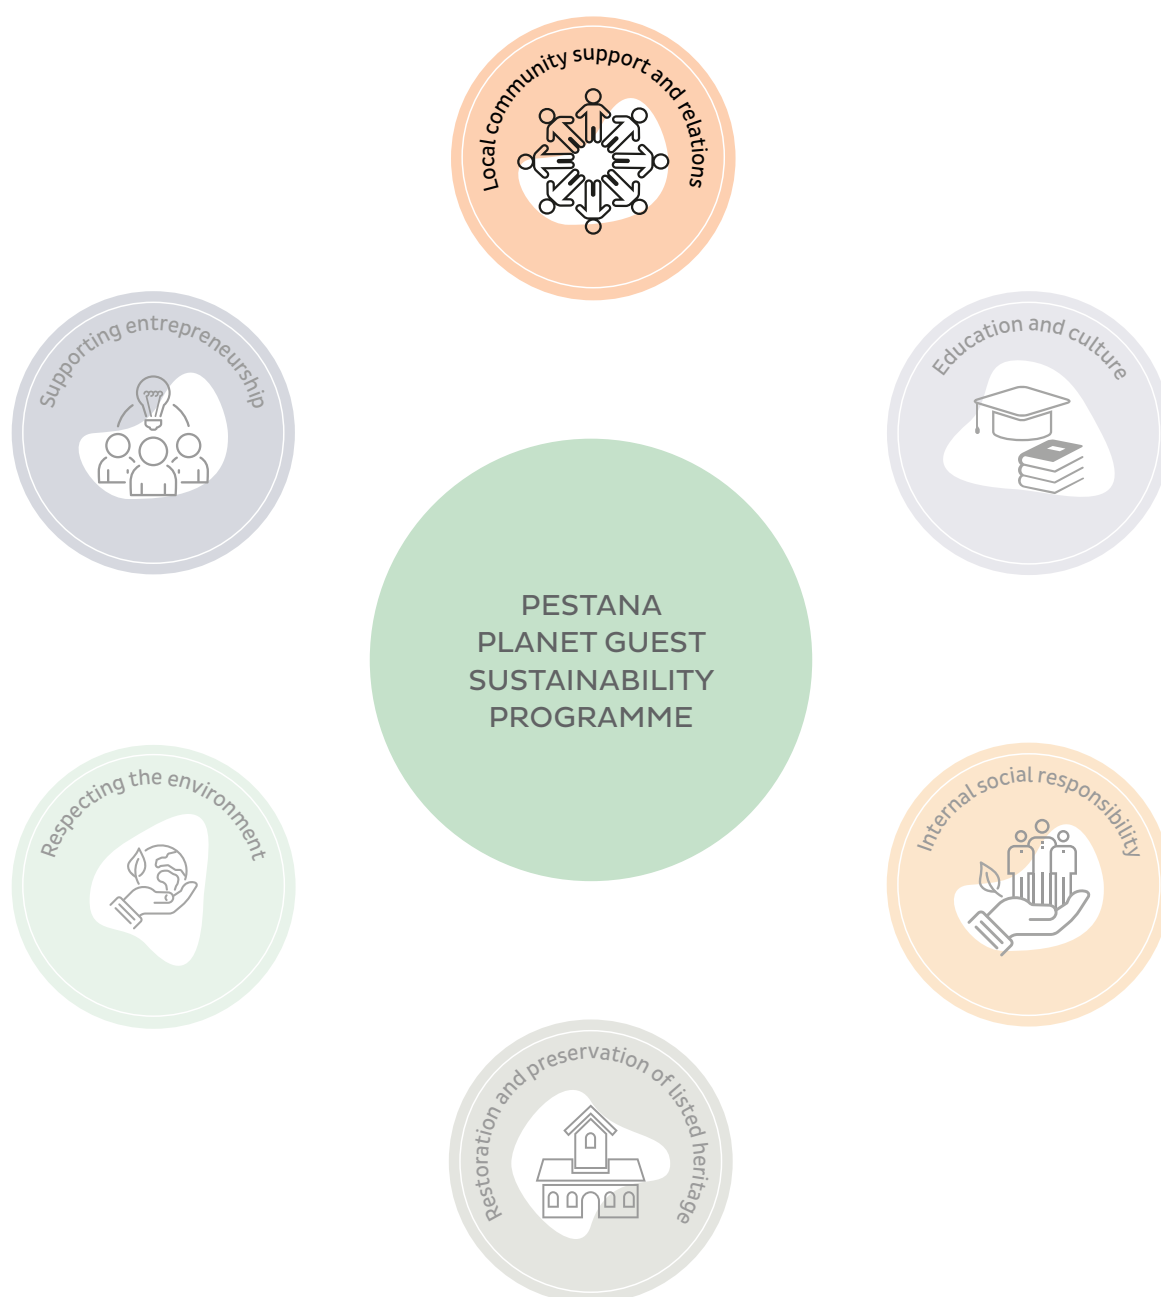 Local community support and relations
Supporting entrepreneurship
Education and culture
PESTANA
PLANET GUEST
SUSTAINABILITY
PROGRAMME
Respecting the environment
Internal social responsibility
Restoration and preservation of listed heritage